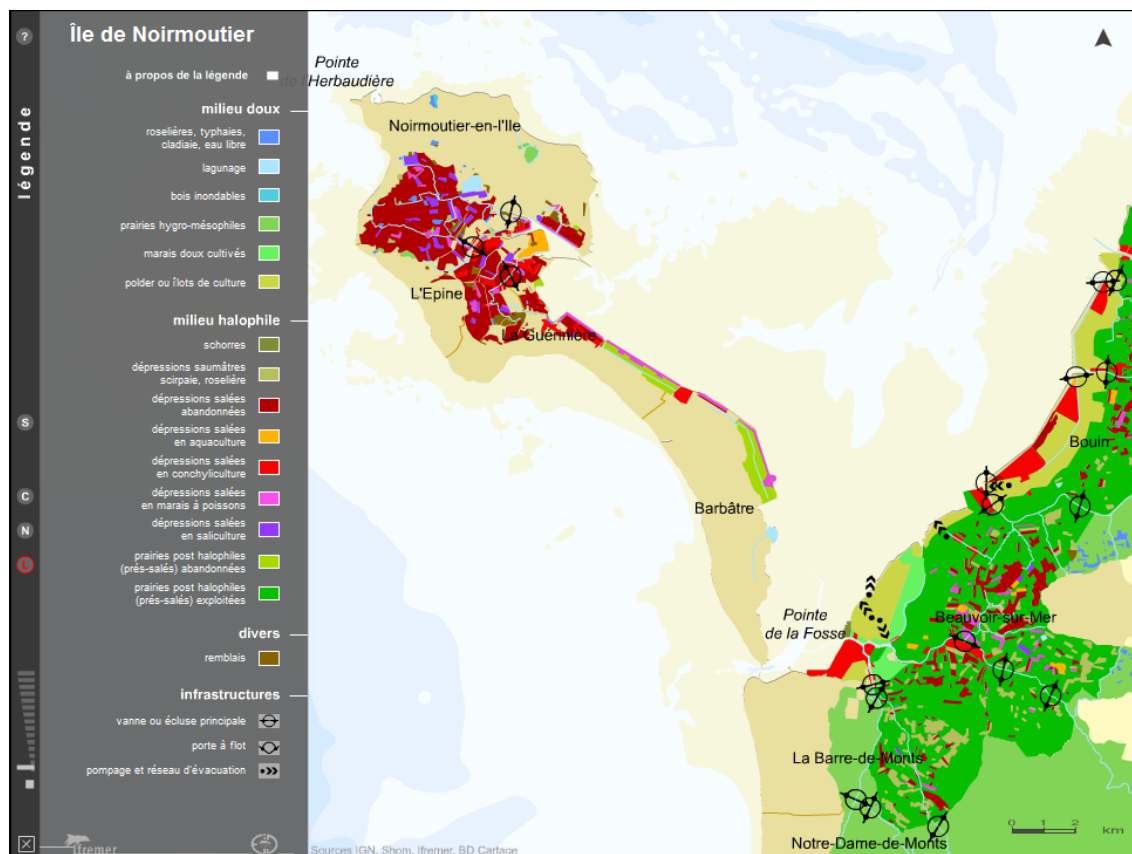 Île de Noirmoutier
?
à propos de la légende
légende
milieu doux
roselières, typhaies,
cladiaie, eau libre
lagunage
bois inondables
prairies hygro-mésophiles
marais doux cultivés
polder ou îlots de culture
milieu halophile
schorres
dépressions saumâtres
scirpaie, roselière
dépressions salées
abandonnées
dépressions salées
en aquaculture
dépressions salées
en conchyliculture
dépressions salées
en marais à poissons
dépressions salées
en saliculture
prairies post halophiles
(prés-salés) abandonnées
prairies post halophiles
(prés-salés) exploitées
divers
remblais
infrastructures
vanne ou écluse principale
porte à flot
pompage et réseau d'évacuation
S
C
N
L
ifremer
Pointe
de l'Herbaudière
Noirmoutier-en-l'Ile
L'Epine
La Guérinière
Barbâtre
Bouin
Pointe
de la Fosse
Beauvoir-sur-Mer
La Barre-de-Monts
Notre-Dame-de-Monts
0 1 2 km
Sources IGN, Shom, Ifremer, BD Cartage